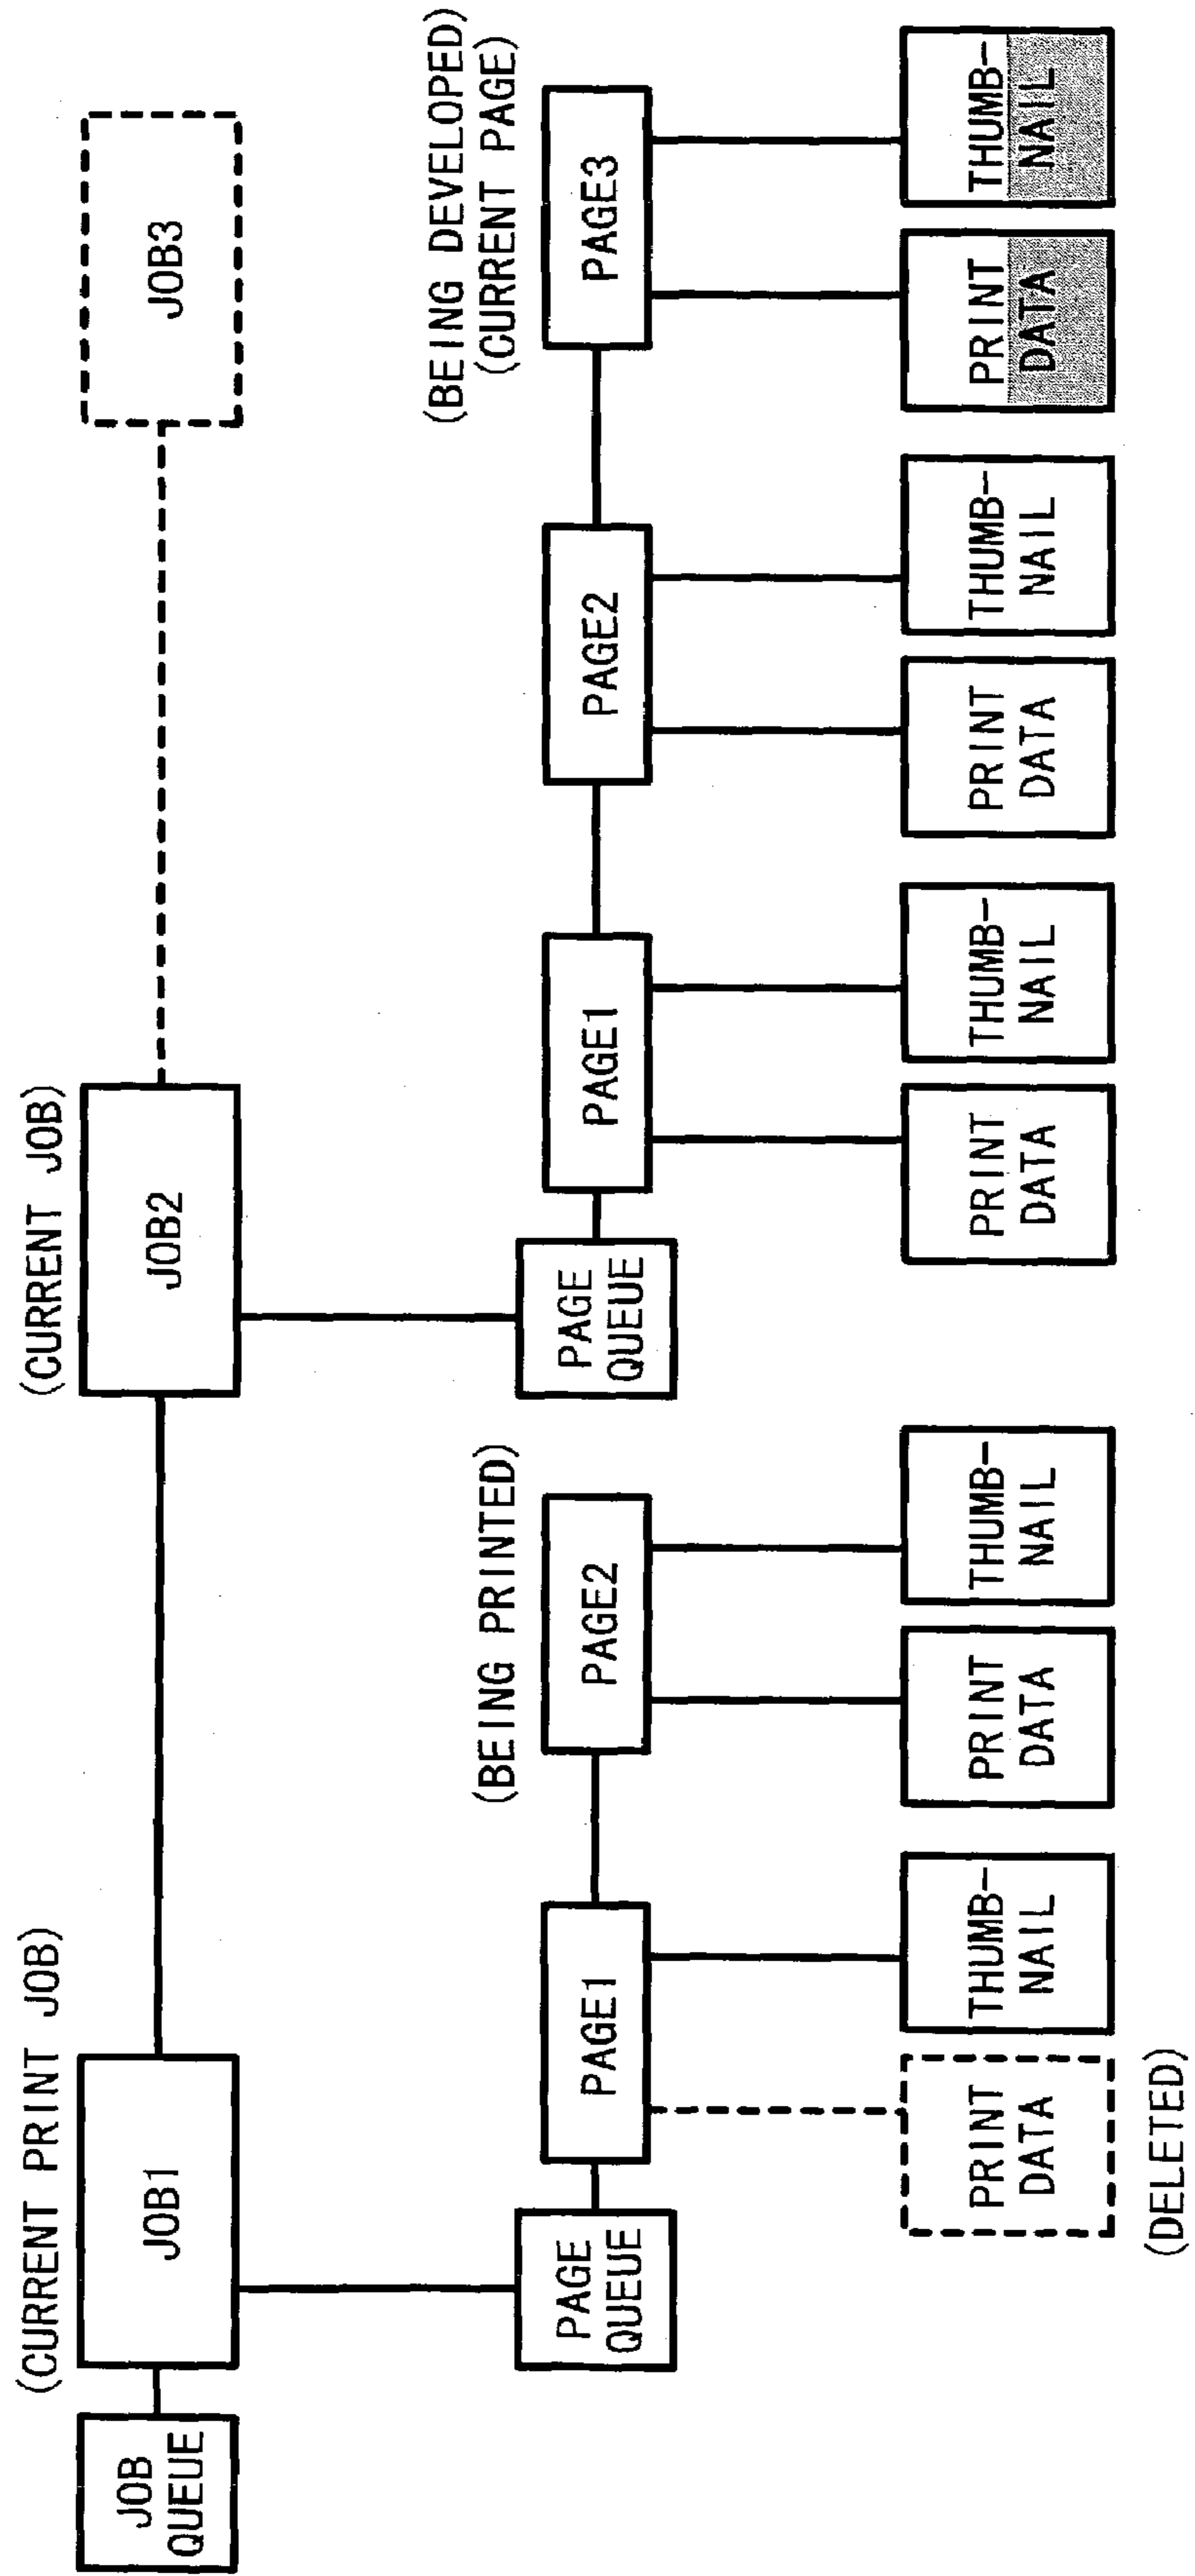 (CURRENT PRINT JOB)
(CURRENT JOB)
JOB
QUEUE
JOB1
JOB2
JOB3
(BEING PRINTED)
(BEING DEVELOPED)
(CURRENT PAGE)
PAGE
QUEUE
PAGE1
PAGE2
PAGE
QUEUE
PAGE1
PAGE2
PAGE3
PRINT
DATA
THUMB-
NAIL
PRINT
DATA
THUMB-
NAIL
PRINT
DATA
THUMB-
NAIL
PRINT
DATA
THUMB-
NAIL
PRINT
DATA
THUMB-
NAIL
(DELETED)